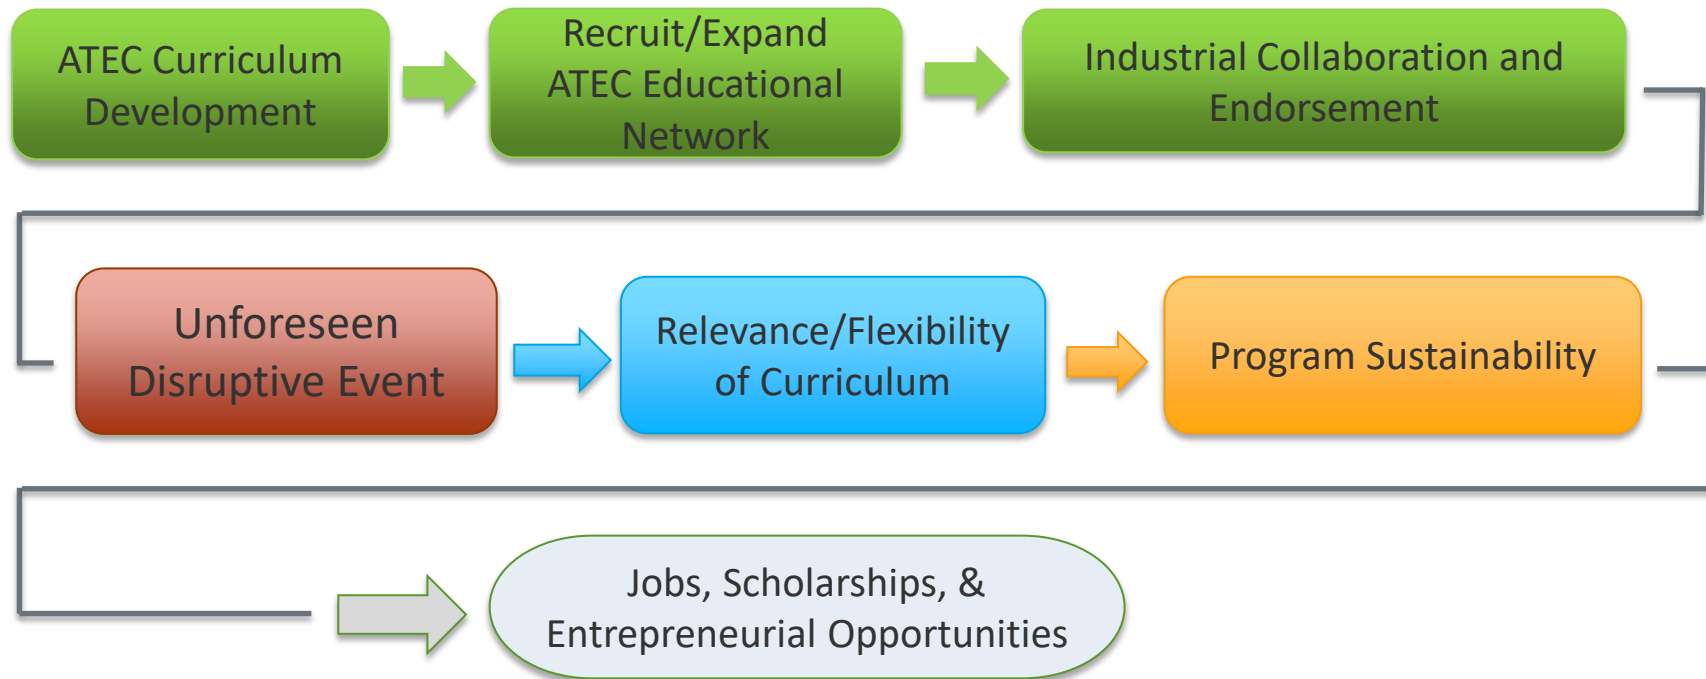 ATEC Curriculum
Development
Recruit/Expand
ATEC Educational
Network
Industrial Collaboration and
Endorsement
Unforeseen
Disruptive Event
Relevance/Flexibility
of Curriculum
Program Sustainability
Jobs, Scholarships, &
Entrepreneurial Opportunities